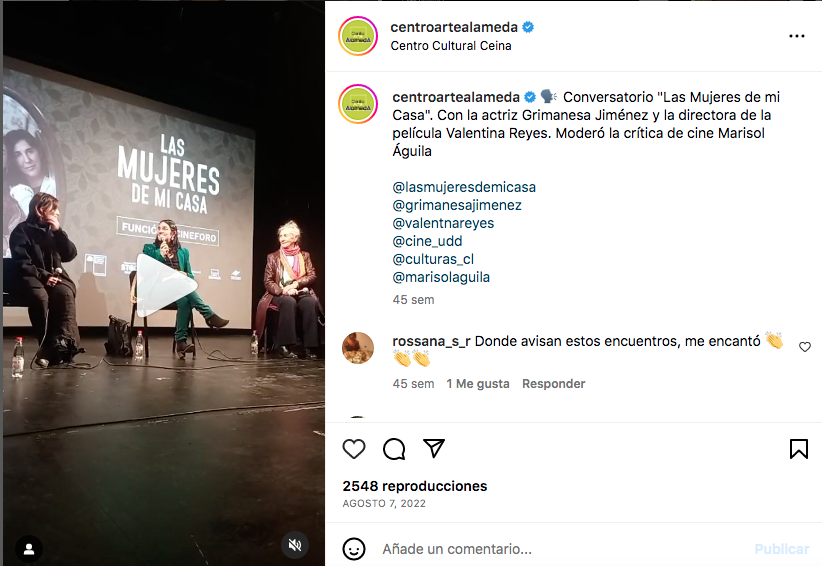 LAS
MUJERES
DE MI CASA
FUNCIÓN CINEFORO
centroartealameda
Centro Cultural Ceina
centroartealameda 🗣️ Conversatorio "Las Mujeres de mi
Casa". Con la actriz Grimanesa Jiménez y la directora de la
película Valentina Reyes. Moderó la crítica de cine Marisol
Águila
@lasmujeresdemicasa
@grimanesajimenez
@valentnareyes
@cine_udd
@culturas_cl
@marisolaguila
45 sem
rossana_s_r Donde avisan estos encuentros, me encantó 👏
👏👏
45 sem 1 Me gusta Responder
2548 reproducciones
AGOSTO 7, 2022
Añade un comentario...
Publicar